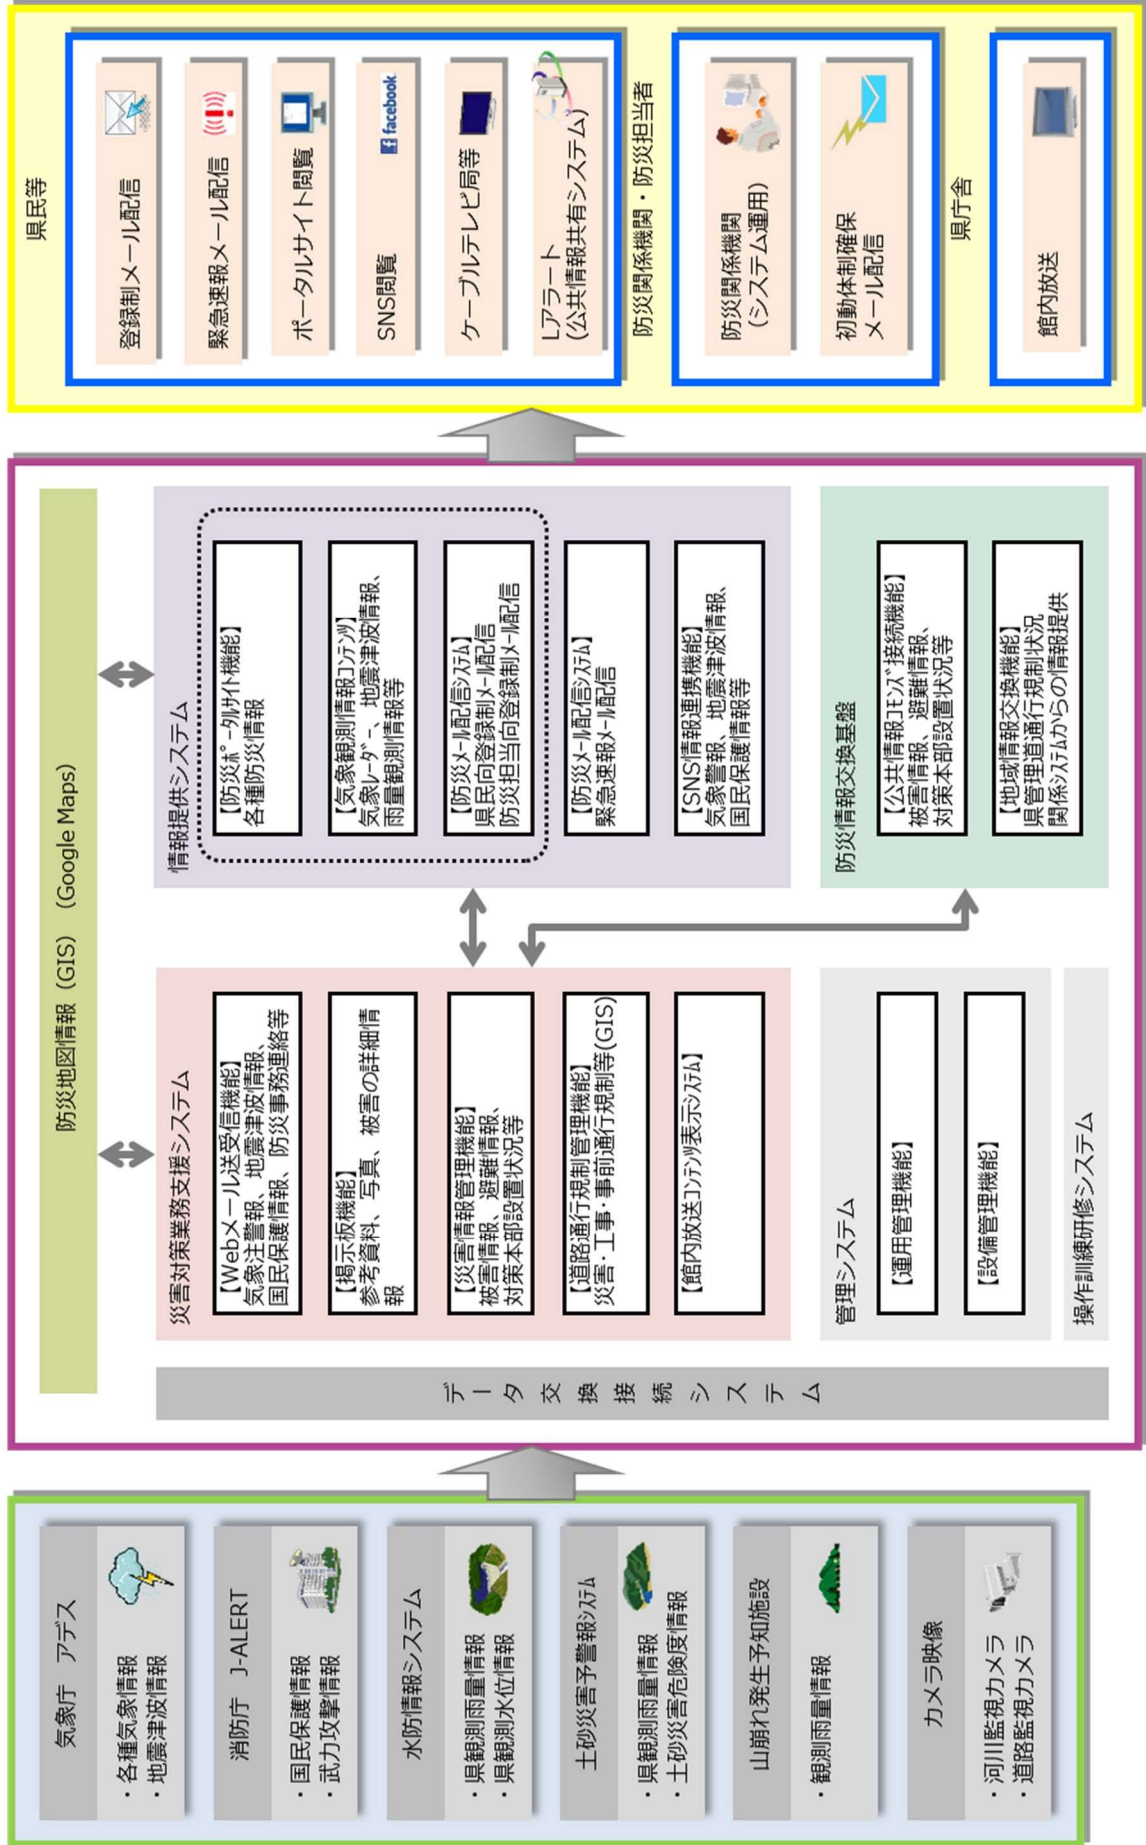 気象庁　アデス
・各種気象情報
・地震津波情報
消防庁　J-ALERT
・国民保護情報
・武力攻撃情報
水防情報システム
・県観測雨量情報
・県観測水位情報
土砂災害予警報ｼｽﾃﾑ
・県観測雨量情報
・土砂災害危険度情報
山崩れ発生予知施設
・観測雨量情報
カメラ映像
・河川監視カメラ
・道路監視カメラ
防災地図情報（GIS）（Google Maps）
データ交換接続システム
災害対策業務支援システム
【Webメール送受信機能】
気象注警報、地震津波情報、
国民保護情報、防災事務連絡等
【掲示板機能】
参考資料、写真、被害の詳細情
報
【災害情報管理機能】
被害情報、避難情報、
対策本部設置状況等
【道路通行規制管理機能】
災害･工事･事前通行規制等(GIS)
【館内放送ｺﾝﾃﾝﾂ表示ｼｽﾃﾑ】
管理システム
【運用管理機能】
【設備管理機能】
操作訓練研修システム
情報提供システム
【防災ﾎﾟｰﾀﾙｻｲﾄ機能】
各種防災情報
【気象観測情報ｺﾝﾃﾝﾂ】
気象ﾚｰﾀﾞｰ、地震津波情報、
雨量観測情報等
【防災ﾒｰﾙ配信ｼｽﾃﾑ】
県民向登録制ﾒｰﾙ配信
防災担当向登録制ﾒｰﾙ配信
【防災ﾒｰﾙ配信ｼｽﾃﾑ】
緊急速報ﾒｰﾙ配信
【SNS情報連携機能】
気象警報、地震津波情報、
国民保護情報等
防災情報交換基盤
【公共情報ｺﾓﾝｽﾞ接続機能】
被害情報、避難情報、
対策本部設置状況等
【地域情報交換機能】
県管理道通行規制状況
関係ｼｽﾃﾑからの情報提供
県民等
登録制メール配信
緊急速報メール配信
ポータルサイト閲覧
SNS閲覧
facebook
ケーブルテレビ局等
Lアラート
(公共情報共有システム)
防災関係機関・防災担当者
防災関係機関
（システム運用）
初動体制確保
メール配信
県庁舎
館内放送